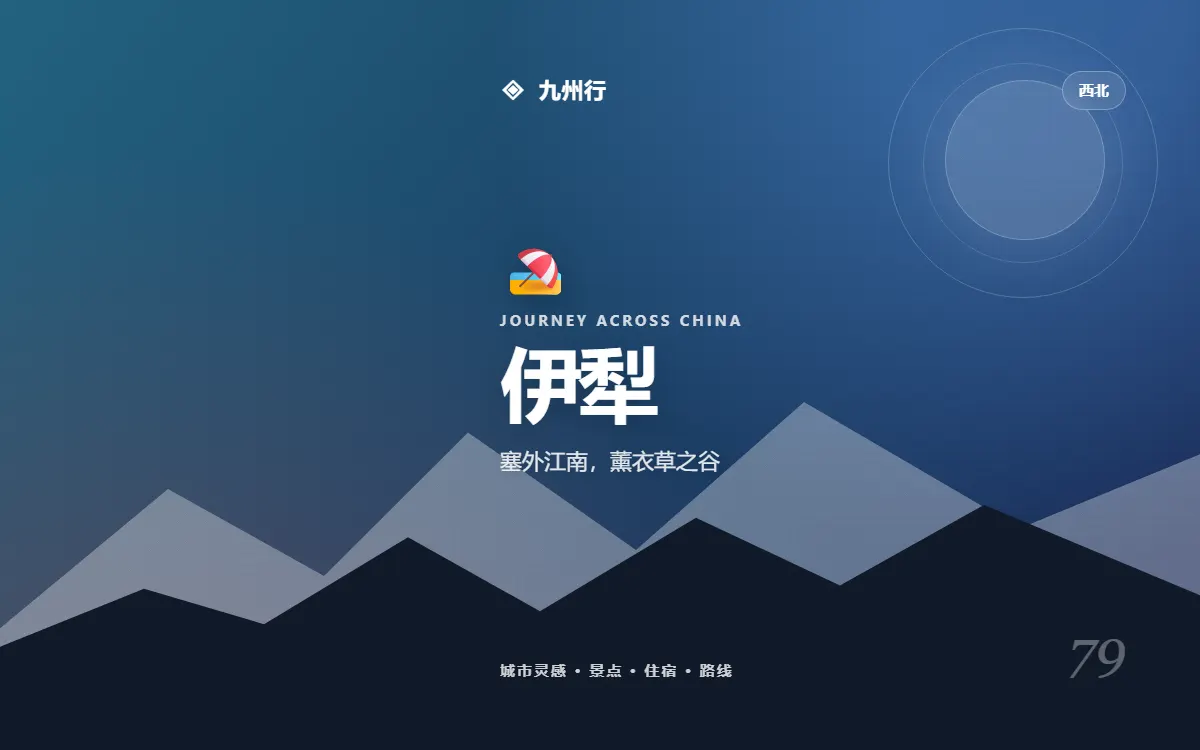 九州行
西北
JOURNEY ACROSS CHINA
伊犁
塞外江南，薰衣草之谷
城市灵感 • 景点 • 住宿 • 路线
79